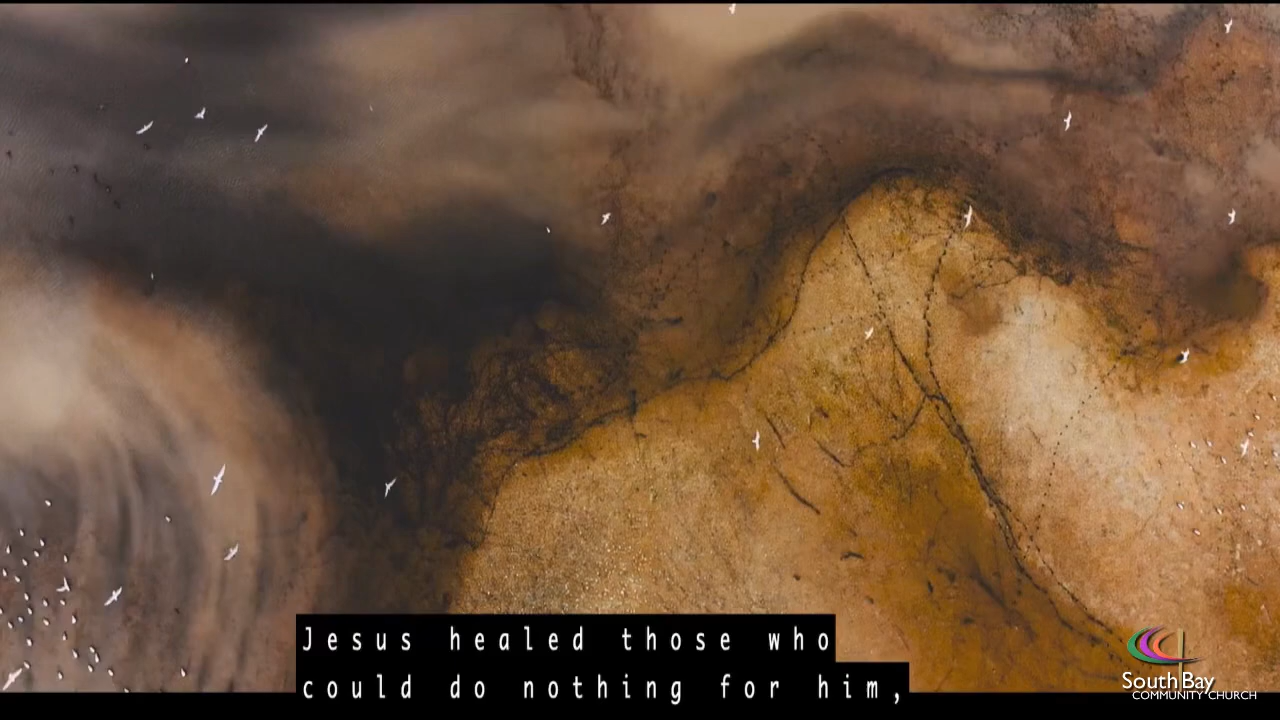 Jesus healed those who
could do nothing for him,
South Bay
COMMUNITY CHURCH